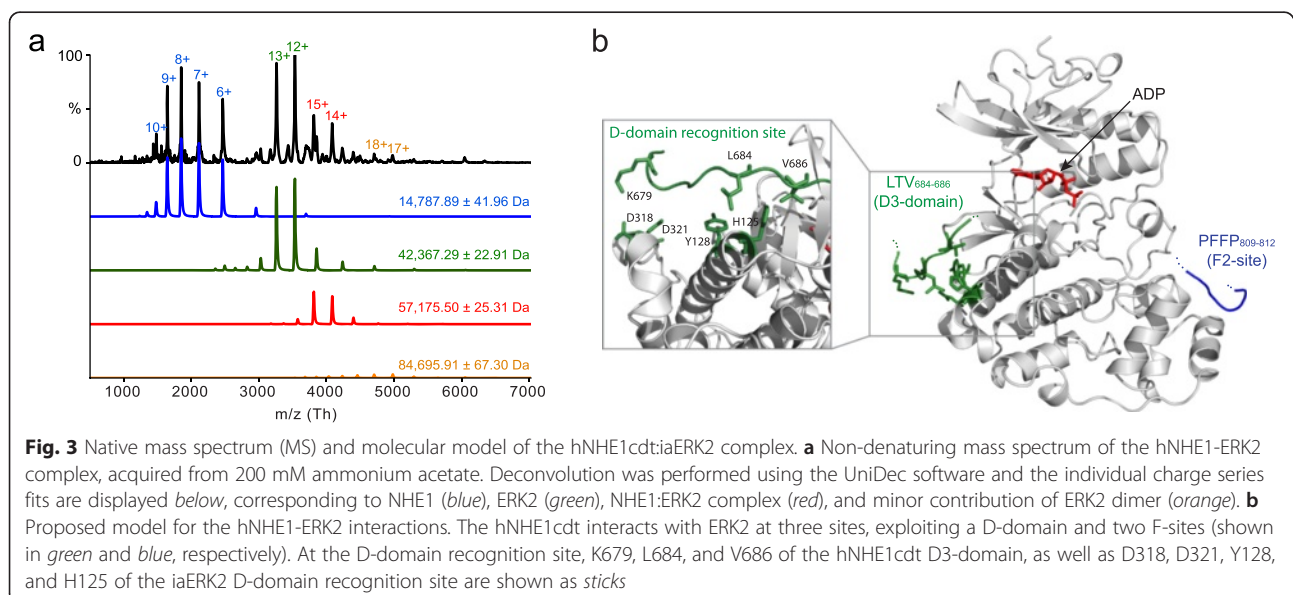 a
100
%
0
10+
9+
8+
7+
6+
13+
12+
15+
14+
18+
17+
14,787.89 ± 41.96 Da
42,367.29 ± 22.91 Da
57,175.50 ± 25.31 Da
84,695.91 ± 67.30 Da
1000 2000 3000 4000 5000 6000 7000
m/z (Th)
b
D-domain recognition site
K679
L684
V686
D318
D321
Y128
H125
ADP
LTV684-686
(D3-domain)
PFFP809-812
(F2-site)
Fig. 3 Native mass spectrum (MS) and molecular model of the hNHE1cdt:iaERK2 complex. a Non-denaturing mass spectrum of the hNHE1-ERK2
complex, acquired from 200 mM ammonium acetate. Deconvolution was performed using the UniDec software and the individual charge series
fits are displayed below, corresponding to NHE1 (blue), ERK2 (green), NHE1:ERK2 complex (red), and minor contribution of ERK2 dimer (orange). b
Proposed model for the hNHE1-ERK2 interactions. The hNHE1cdt interacts with ERK2 at three sites, exploiting a D-domain and two F-sites (shown
in green and blue, respectively). At the D-domain recognition site, K679, L684, and V686 of the hNHE1cdt D3-domain, as well as D318, D321, Y128,
and H125 of the iaERK2 D-domain recognition site are shown as sticks